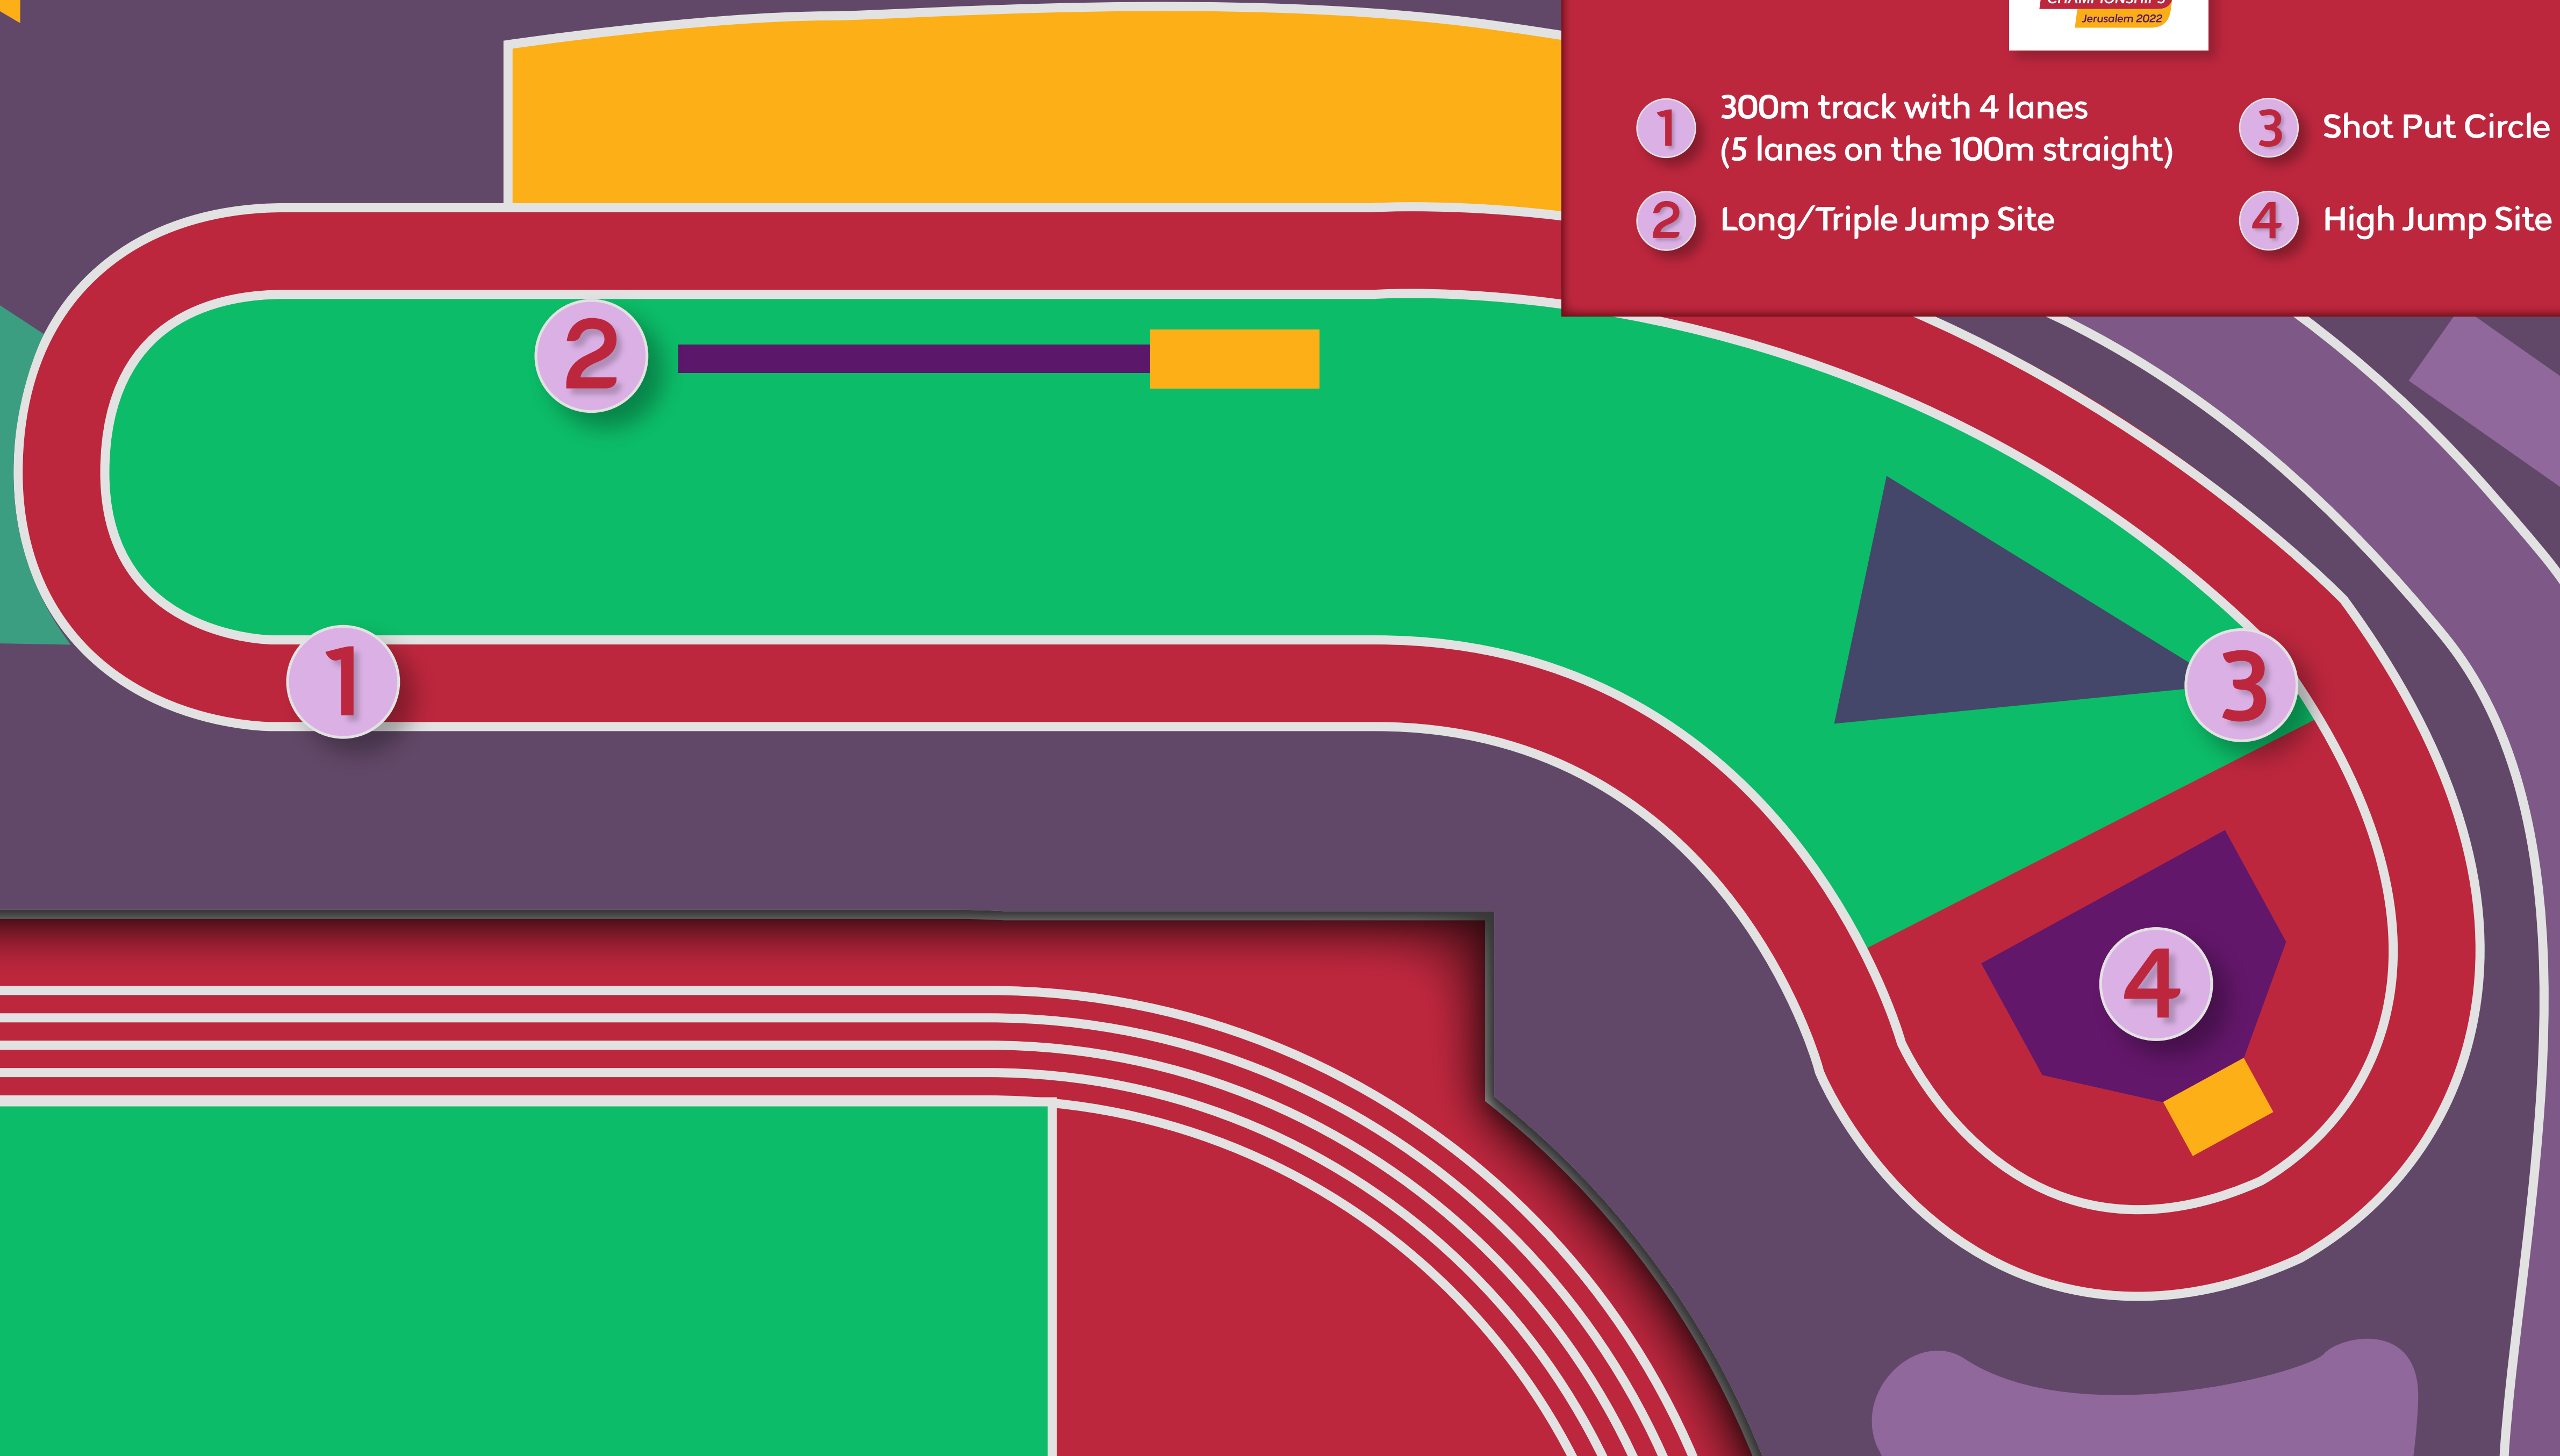 CHAMPIONSHIPS
Jerusalem 2022
1 300m track with 4 lanes
(5 lanes on the 100m straight)
2 Long/Triple Jump Site
3 Shot Put Circle
4 High Jump Site
2
1
3
4